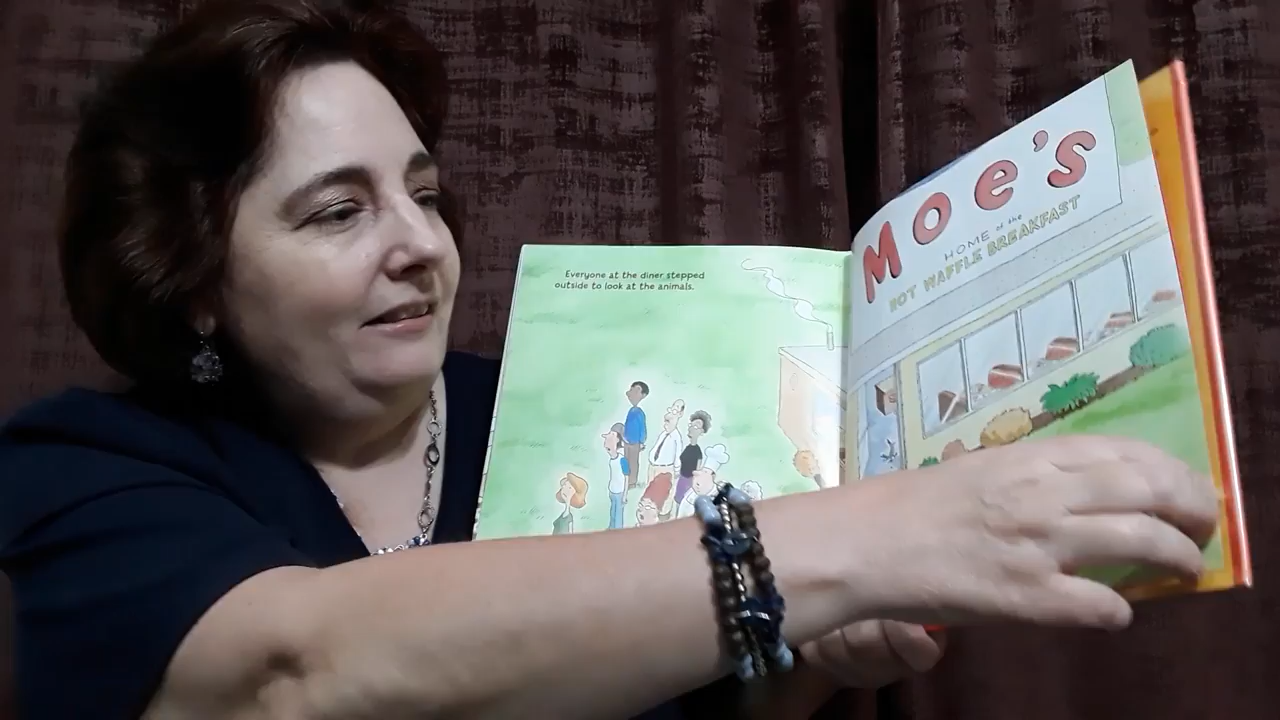 Everyone at the diner stepped
outside to look at the animals.
Moe's
HOME of the
HOT WAFFLE BREAKFAST